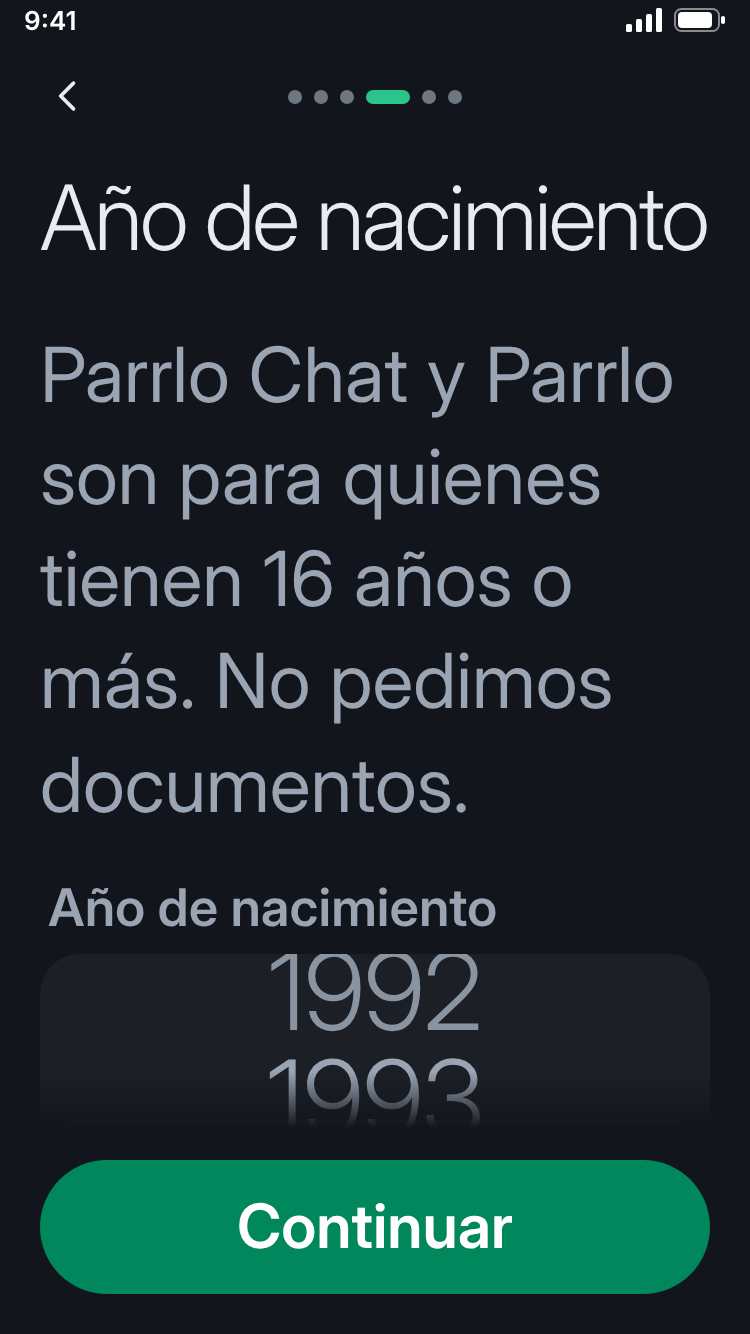 9:41
Año de nacimiento
Parrlo Chat y Parrlo
son para quienes
tienen 16 años o
más. No pedimos
documentos.
Año de nacimiento
1992
1993
Continuar